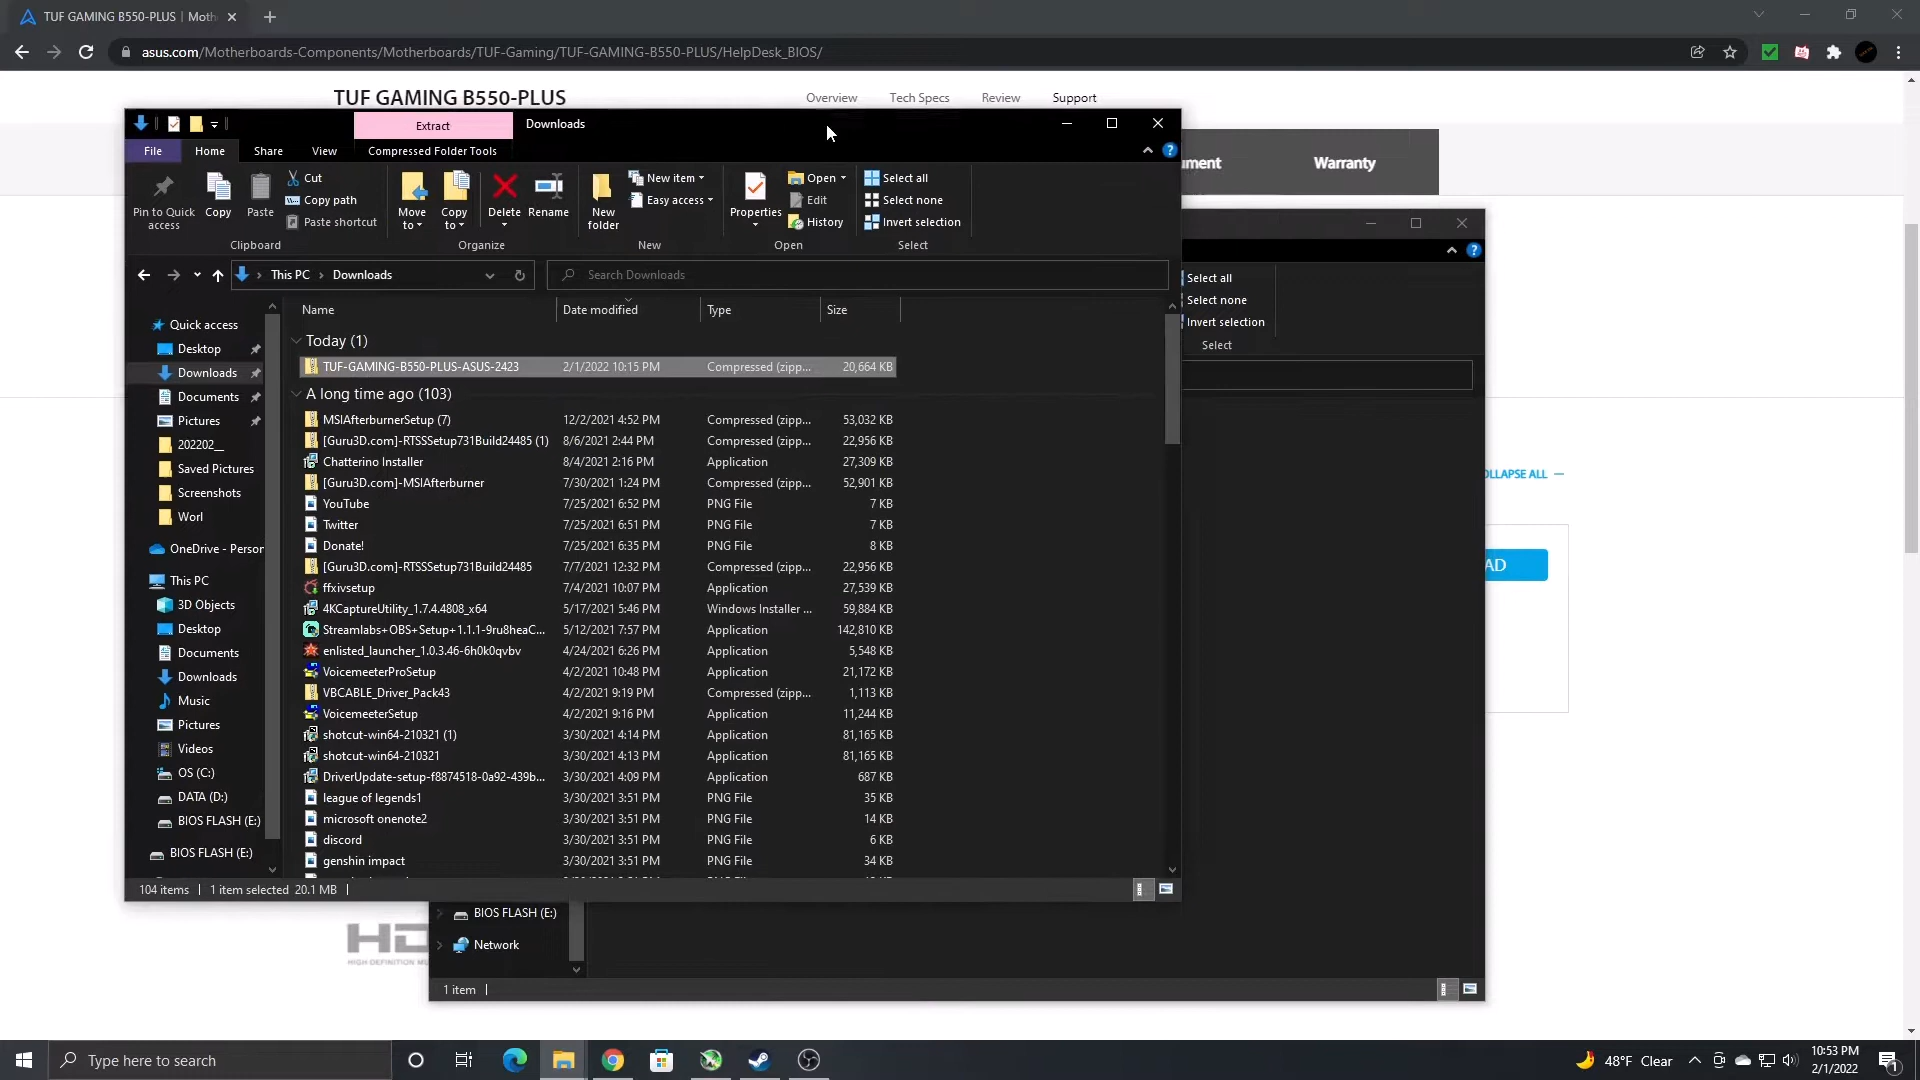 TUF GAMING B550-PLUS | Moth
asus.com/Motherboards-Components/Motherboards/TUF-Gaming/TUF-GAMING-B550-PLUS/HelpDesk_BIOS/
TUF GAMING B550-PLUS
Overview Tech Specs Review Support
Warranty
Extract
Downloads
File Home Share View Compressed Folder Tools
Pin to Quick access
Copy
Paste
Cut
Copy path
Paste shortcut
Clipboard
Move to
Copy to
Delete
Rename
Organize
New folder
New item
Easy access
New
Properties
Open
Edit
History
Open
Select all
Select none
Invert selection
Select
This PC Downloads
Search Downloads
Name Date modified Type Size
Today (1)
TUF-GAMING-B550-PLUS-ASUS-2423 2/1/2022 10:15 PM Compressed (zipp... 20,664 KB
A long time ago (103)
MSIAfterburnerSetup (7) 12/2/2021 4:52 PM Compressed (zipp... 53,032 KB
[Guru3D.com]-RTSSSetup731Build24485 (1) 8/6/2021 2:44 PM Compressed (zipp... 22,956 KB
Chatterino Installer 8/4/2021 2:16 PM Application 27,309 KB
[Guru3D.com]-MSIAfterburner 7/30/2021 1:24 PM Compressed (zipp... 52,901 KB
YouTube 7/25/2021 6:52 PM PNG File 7 KB
Twitter 7/25/2021 6:51 PM PNG File 7 KB
Donate! 7/25/2021 6:35 PM PNG File 8 KB
[Guru3D.com]-RTSSSetup731Build24485 7/7/2021 12:32 PM Compressed (zipp... 22,956 KB
ffxivsetup 7/4/2021 10:07 PM Application 27,539 KB
4KCaptureUtility_1.7.4.4808_x64 5/17/2021 5:46 PM Windows Installer ... 59,884 KB
Streamlabs+OBS+Setup+1.1.1-9ru8heaC... 5/12/2021 7:57 PM Application 142,810 KB
enlisted_launcher_1.0.3.46-6h0k0qvbv 4/24/2021 6:26 PM Application 5,548 KB
VoicemeeterProSetup 4/2/2021 10:48 PM Application 21,172 KB
VBCABLE_Driver_Pack43 4/2/2021 9:19 PM Compressed (zipp... 1,113 KB
VoicemeeterSetup 4/2/2021 9:16 PM Application 11,244 KB
shotcut-win64-210321 (1) 3/30/2021 4:14 PM Application 81,165 KB
shotcut-win64-210321 3/30/2021 4:13 PM Application 81,165 KB
DriverUpdate-setup-f8874518-0a92-439b... 3/30/2021 4:09 PM Application 687 KB
league of legends1 3/30/2021 3:51 PM PNG File 35 KB
microsoft onenote2 3/30/2021 3:51 PM PNG File 14 KB
discord 3/30/2021 3:51 PM PNG File 6 KB
genshin impact 3/30/2021 3:51 PM PNG File 34 KB
Quick access
Desktop
Downloads
Documents
Pictures
202202__
Saved Pictures
Screenshots
Worl
OneDrive - Person
This PC
3D Objects
Desktop
Documents
Downloads
Music
Pictures
Videos
OS (C:)
DATA (D:)
BIOS FLASH (E:)
BIOS FLASH (E:)
104 items 1 item selected 20.1 MB
Select all
Select none
Invert selection
Select
OLLAPSE ALL
AD
BIOS FLASH (E:)
Network
1 item
Type here to search
48°F Clear
10:53 PM
2/1/2022
1